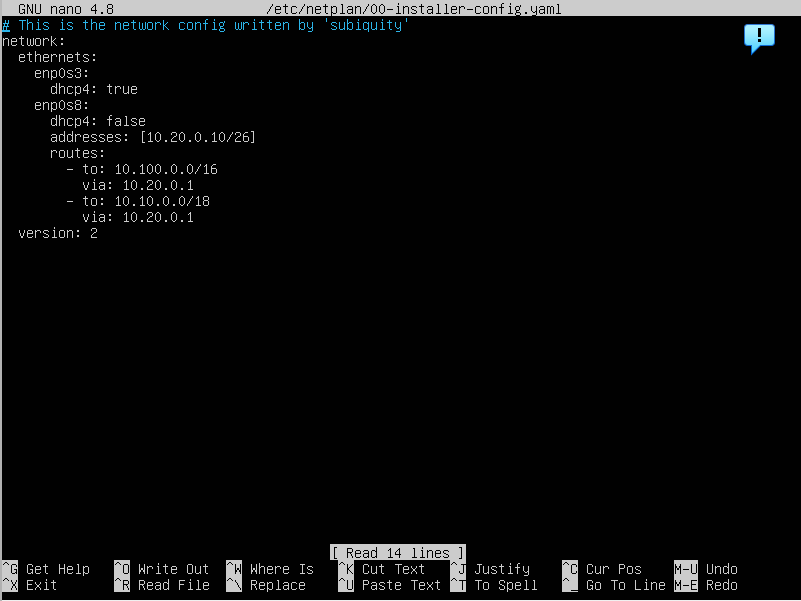 GNU nano 4.8 /etc/netplan/00-installer-config.yaml
# This is the network config written by 'subiquity'
network:
  ethernets:
    enp0s3:
      dhcp4: true
    enp0s8:
      dhcp4: false
      addresses: [10.20.0.10/26]
      routes:
        - to: 10.100.0.0/16
          via: 10.20.0.1
        - to: 10.10.0.0/18
          via: 10.20.0.1
  version: 2
!
[ Read 14 lines ]
^G Get Help ^O Write Out ^W Where Is ^K Cut Text ^J Justify ^C Cur Pos M-U Undo
^X Exit ^R Read File ^\ Replace ^U Paste Text ^T To Spell ^_ Go To Line M-E Redo